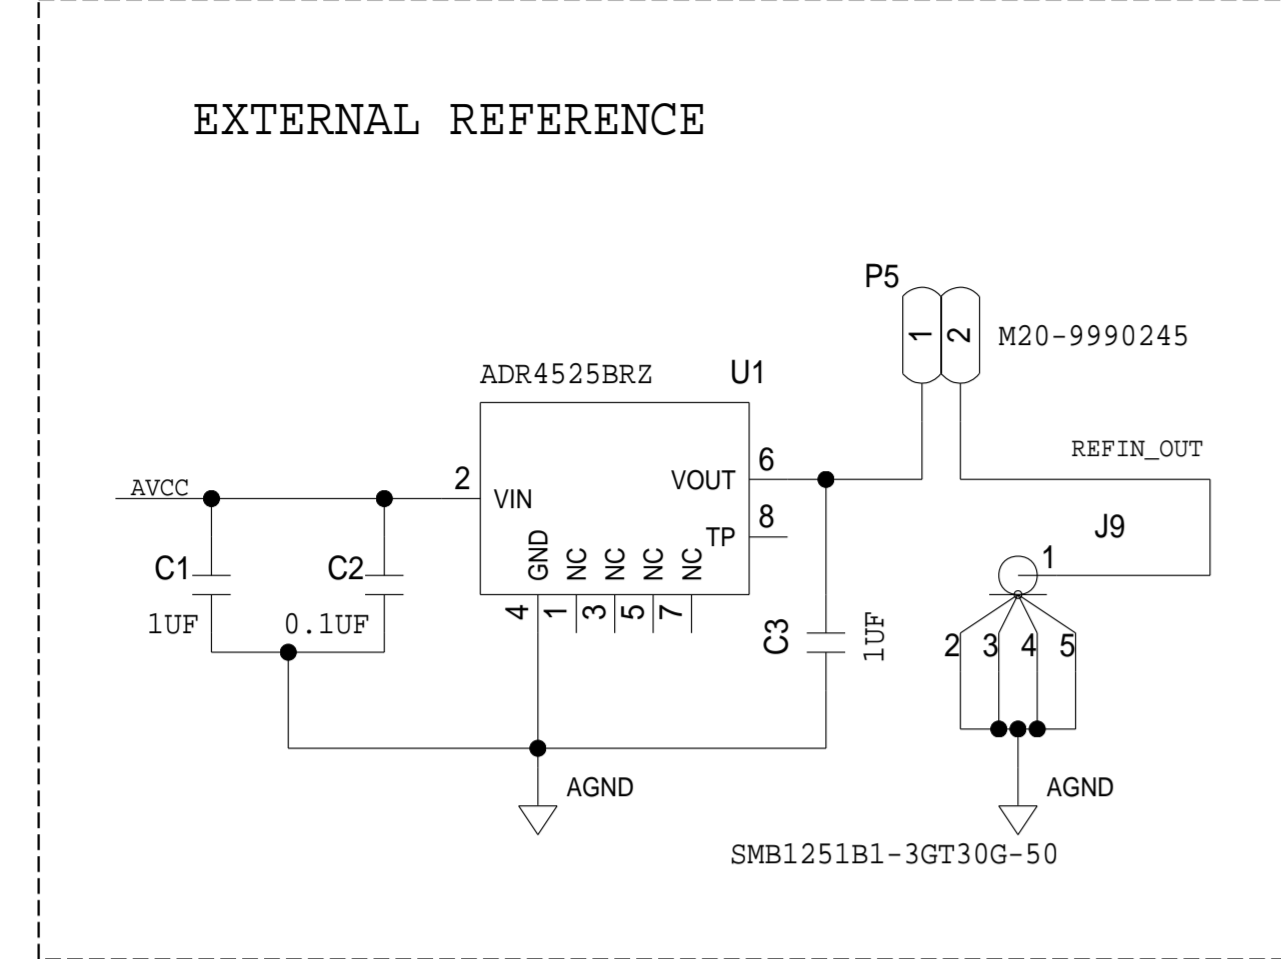 EXTERNAL REFERENCE
P5
1
2
M20-9990245
ADR4525BRZ
U1
REFIN_OUT
AVCC
2
VIN
VOUT
6
TP
8
J9
1
GND
NC
NC
NC
NC
C1
C2
1UF
0.1UF
4
1
3
5
7
C3
1UF
2
3
4
5
AGND
AGND
SMB1251B1-3GT30G-50